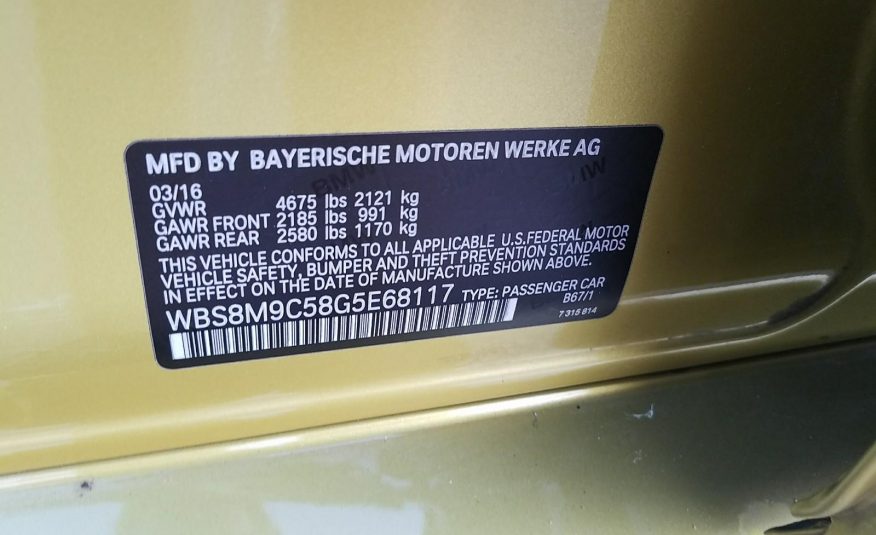 MFD BY BAYERISCHE MOTOREN WERKE AG
03/16
GVWR 4675 lbs 2121 kg
GAWR FRONT 2185 lbs 991 kg
GAWR REAR 2580 lbs 1170 kg
THIS VEHICLE CONFORMS TO ALL APPLICABLE U.S.FEDERAL MOTOR
VEHICLE SAFETY, BUMPER AND THEFT PREVENTION STANDARDS
IN EFFECT ON THE DATE OF MANUFACTURE SHOWN ABOVE.
WBS8M9C58G5E68117 TYPE: PASSENGER CAR
B67/1
7 315 814
BMW